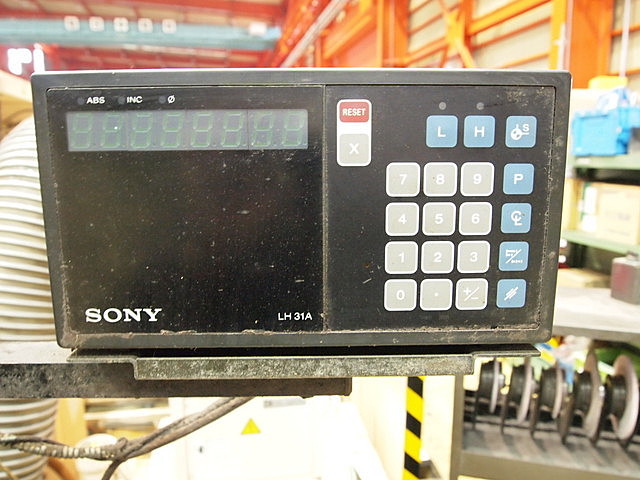 ABS INC Ø
RESET
X
L H S
7 8 9 P
4 5 6 ℄
1 2 3
0 . +/-
SONY LH 31A